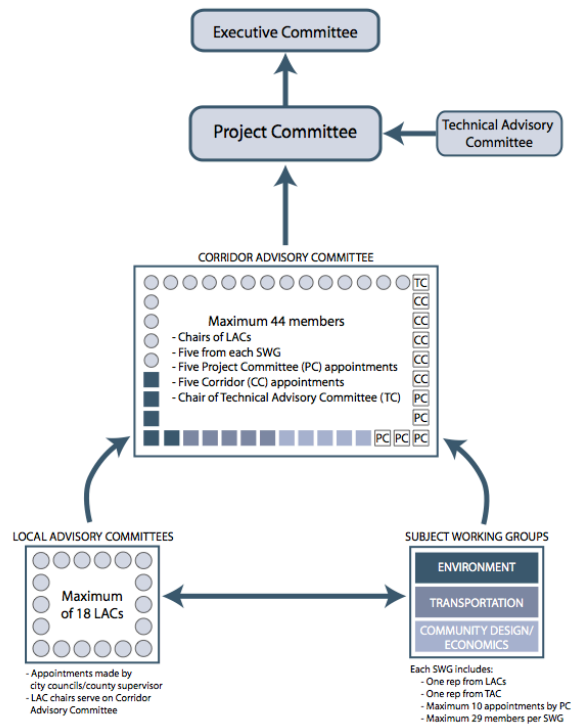 Executive Committee
Project Committee
Technical Advisory
Committee
CORRIDOR ADVISORY COMMITTEE
TC
CC
CC
CC
CC
CC
PC
PC
PC PC PC
Maximum 44 members
- Chairs of LACs
- Five from each SWG
- Five Project Committee (PC) appointments
- Five Corridor (CC) appointments
- Chair of Technical Advisory Committee (TC)
LOCAL ADVISORY COMMITTEES
Maximum
of 18 LACs
- Appointments made by
city councils/county supervisor
- LAC chairs serve on Corridor
Advisory Committee
SUBJECT WORKING GROUPS
ENVIRONMENT
TRANSPORTATION
COMMUNITY DESIGN/
ECONOMICS
Each SWG includes:
- One rep from LACs
- One rep from TAC
- Maximum 10 appointments by PC
- Maximum 29 members per SWG